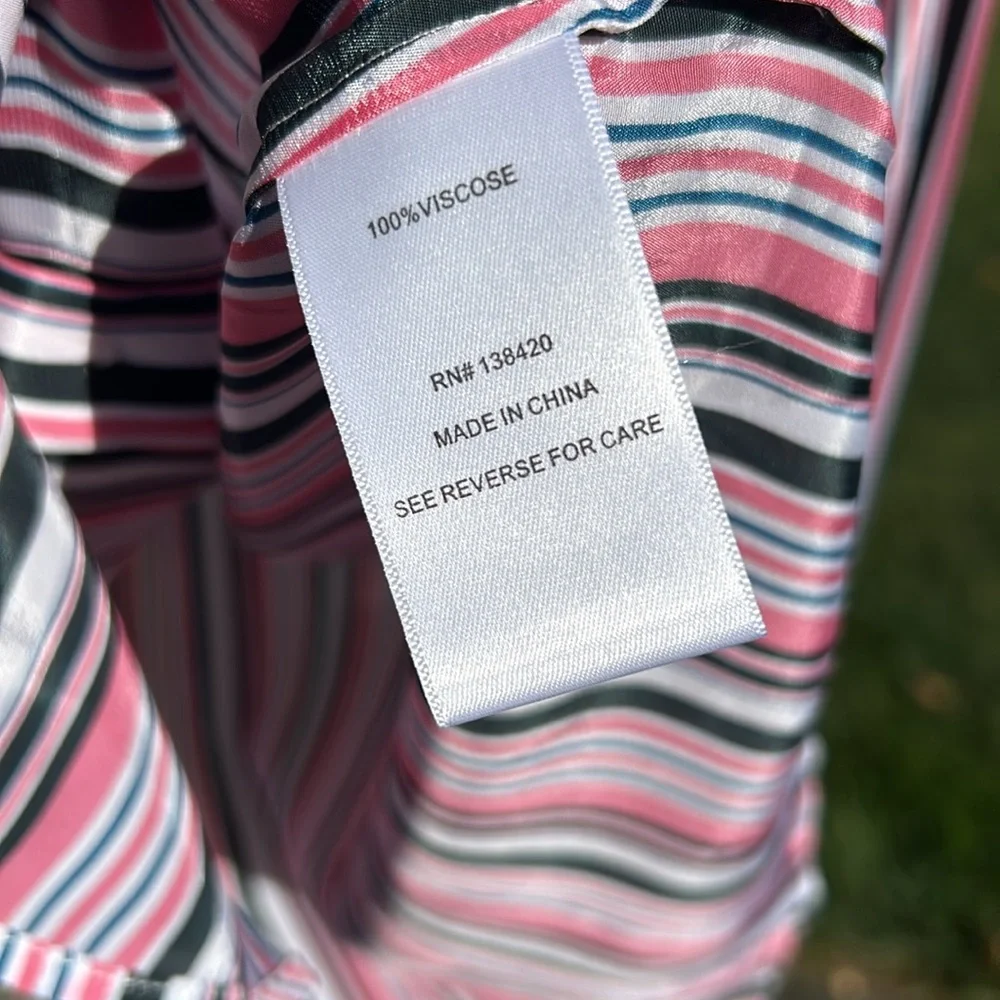 100%VISCOSE
RN# 138420
MADE IN CHINA
SEE REVERSE FOR CARE